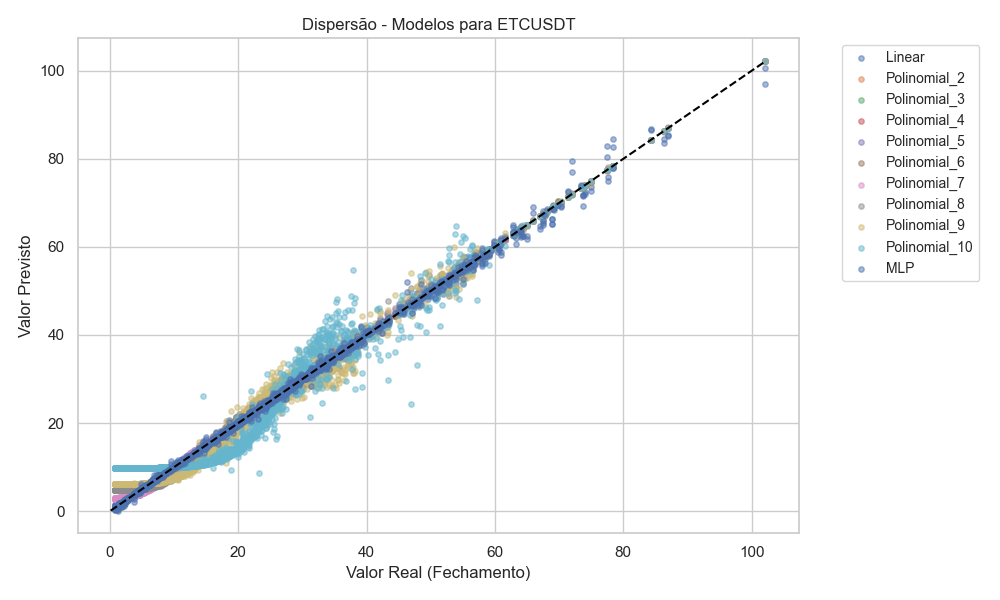 Dispersão - Modelos para ETCUSDT
Valor Previsto
100
80
60
40
20
0
0 20 40 60 80 100
Valor Real (Fechamento)
Linear
Polinomial_2
Polinomial_3
Polinomial_4
Polinomial_5
Polinomial_6
Polinomial_7
Polinomial_8
Polinomial_9
Polinomial_10
MLP